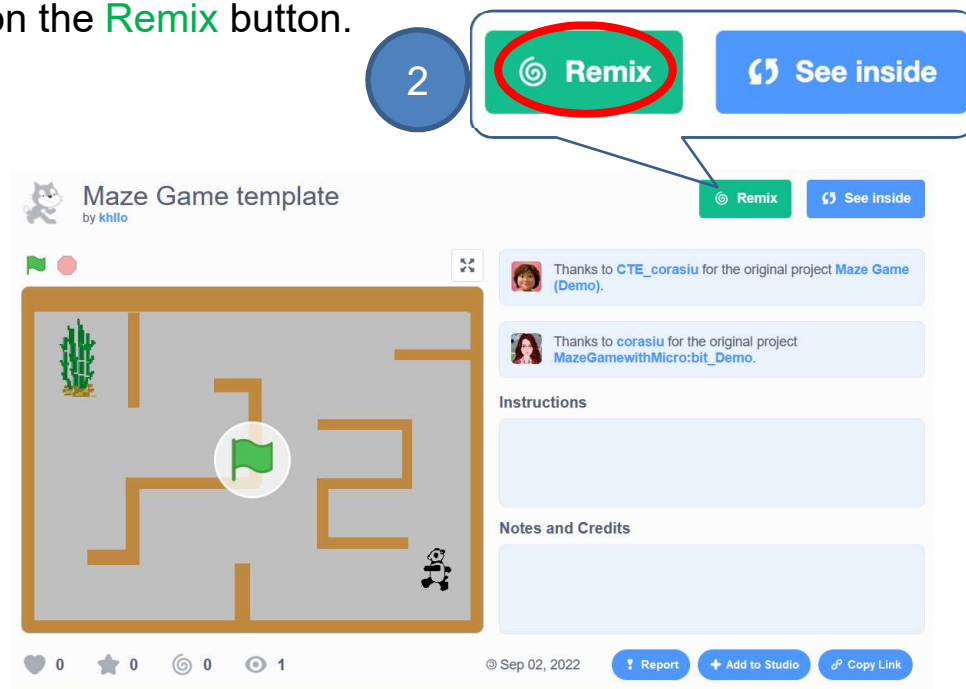 on the Remix button.
2
Remix
See inside
Maze Game template
by khllo
Remix
See inside
Thanks to CTE_corasiu for the original project Maze Game
(Demo).
Thanks to corasiu for the original project
MazeGamewithMicro:bit_Demo.
Instructions
Notes and Credits
0
0
0
1
© Sep 02, 2022
Report
+ Add to Studio
Copy Link